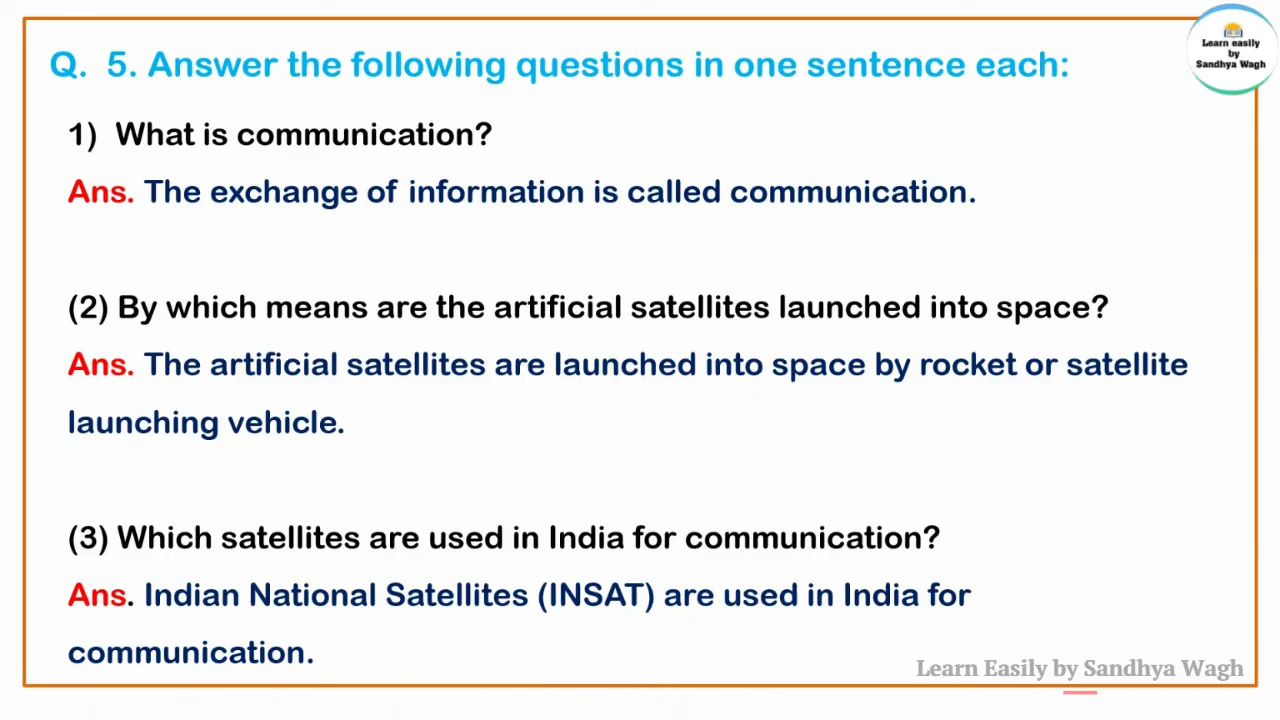 Q. 5. Answer the following questions in one sentence each:
Learn easily
by
Sandhya Wagh
1) What is communication?
Ans. The exchange of information is called communication.
(2) By which means are the artificial satellites launched into space?
Ans. The artificial satellites are launched into space by rocket or satellite
launching vehicle.
(3) Which satellites are used in India for communication?
Ans. Indian National Satellites (INSAT) are used in India for
communication.
Learn Easily by Sandhya Wagh